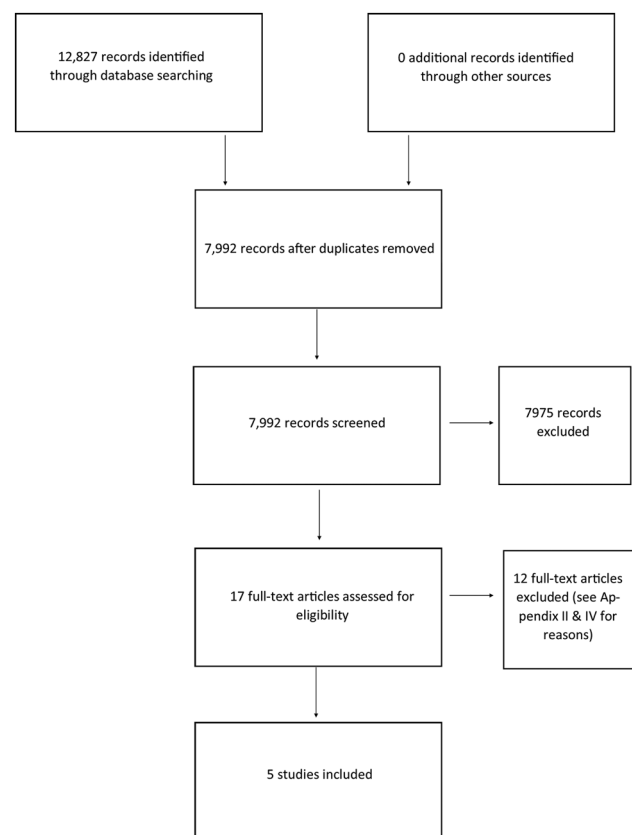 12,827 records identified
through database searching
0 additional records identified
through other sources
7,992 records after duplicates removed
7,992 records screened
7975 records
excluded
17 full-text articles assessed for
eligibility
12 full-text articles
excluded (see Ap-
pendix II & IV for
reasons)
5 studies included